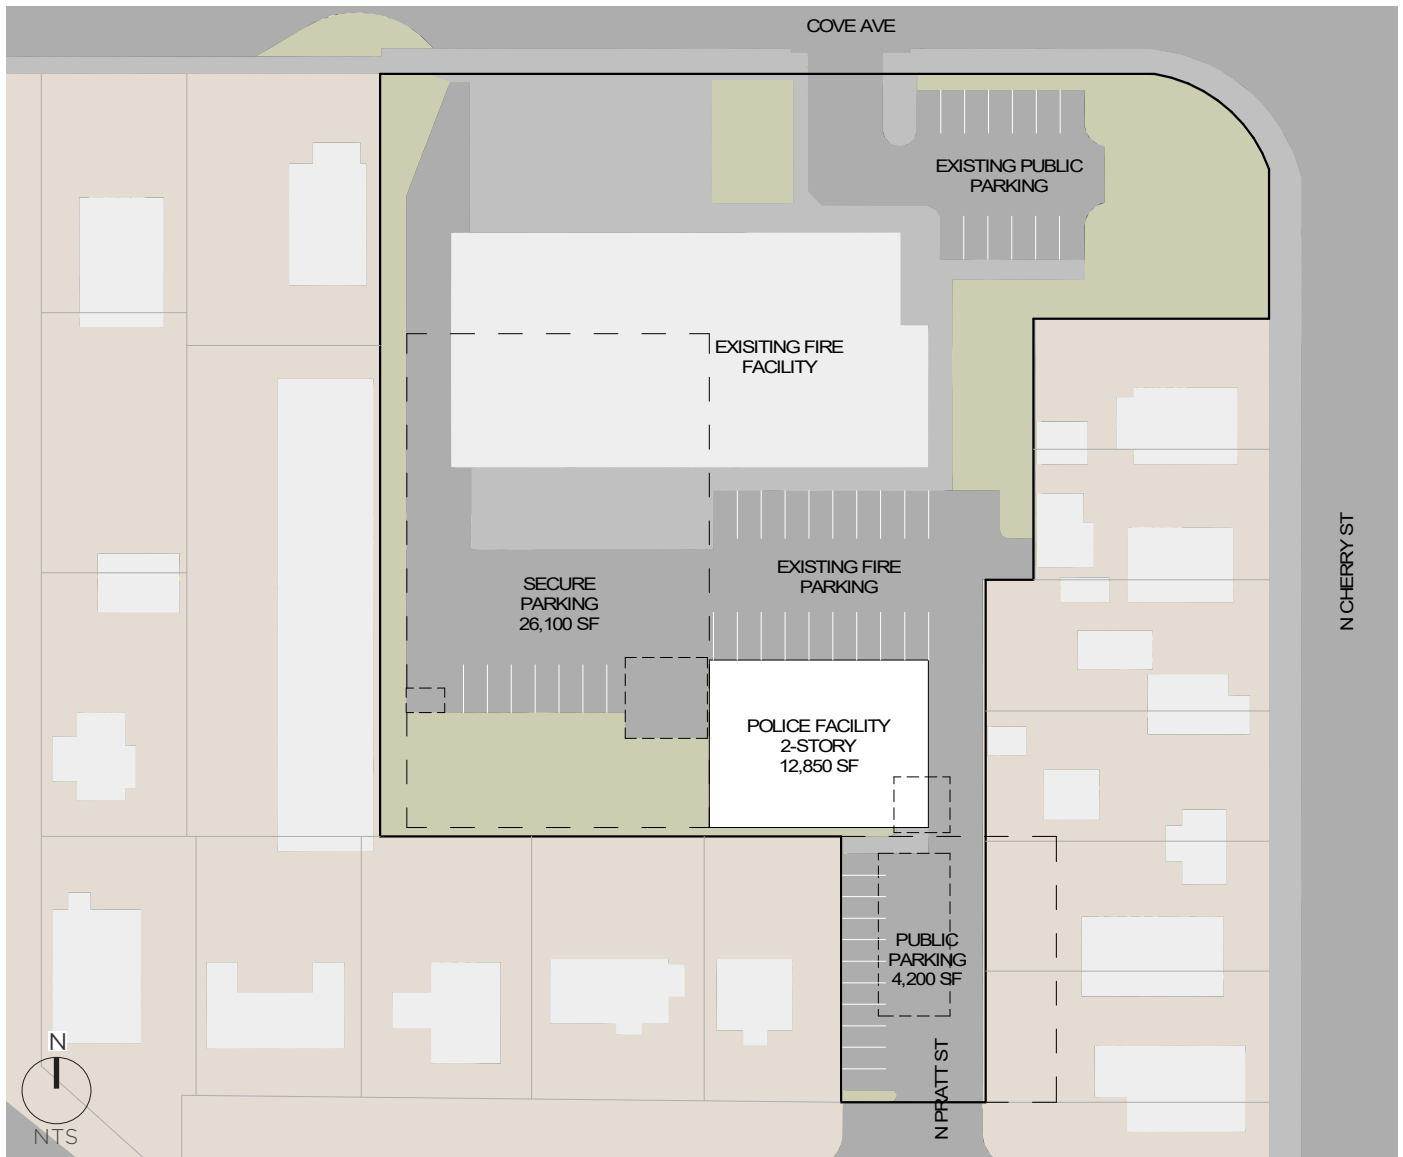 COVE AVE
EXISTING PUBLIC
PARKING
EXISITING FIRE
FACILITY
N CHERRY ST
EXISTING FIRE
PARKING
SECURE
PARKING
26,100 SF
POLICE FACILITY
2-STORY
12,850 SF
PUBLIC
PARKING
4,200 SF
N PRATT ST
N
NTS